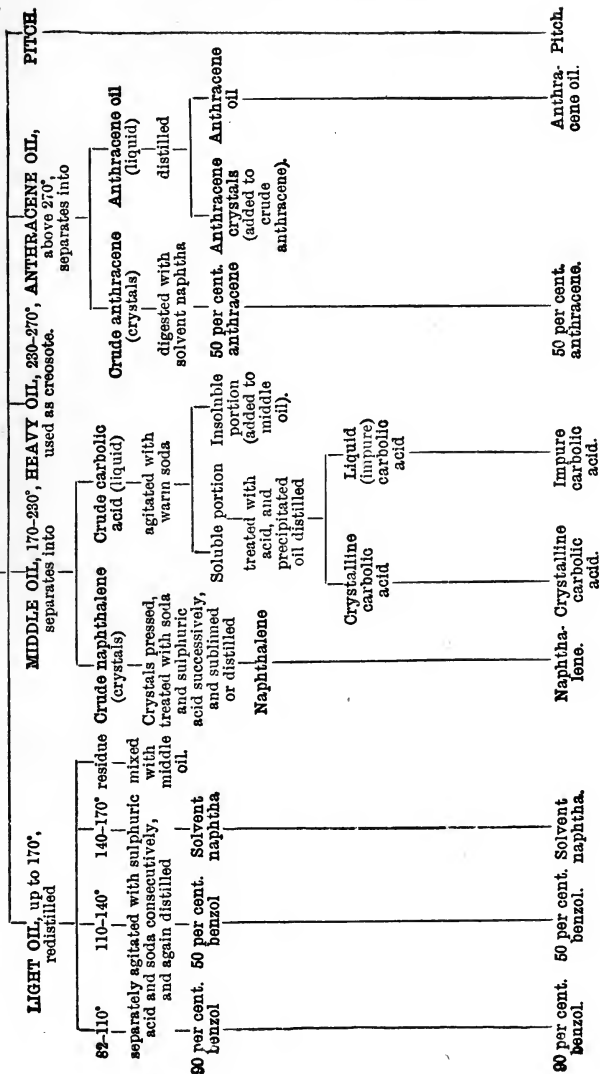 LIGHT OIL, up to 170°, MIDDLE OIL, 170–230°, HEAVY OIL, 230–270°, ANTHRACENE OIL, PITCH.
redistilled separates into used as creosote. above 270°,
separates into
82–110° 110–140° 140–170° residue Crude naphthalene Crude carbolic Crude anthracene Anthracene oil
(crystals) acid (liquid) (crystals) (liquid)
separately agitated with sulphuric mixed Crystals pressed, agitated with digested with distilled
acid and soda consecutively, with treated with soda warm soda solvent naphtha
and again distilled middle and sulphuric
oil. acid successively, Soluble portion Insoluble 50 per cent. Anthracene Anthracene
and sublimed portion anthracene crystals oil
or distilled (added to (added to
middle crude
oil). anthracene).
90 per cent. 50 per cent. Solvent Naphthalene treated with
benzol benzol naphtha acid, and
precipitated
oil distilled
Crystalline Liquid
carbolic (impure)
acid carbolic
acid
90 per cent. 50 per cent. Solvent Naphtha- Crystalline Impure 50 per cent. Anthra- Pitch.
benzol. benzol. naphtha. lene. carbolic carbolic anthracene. cene oil.
acid. acid.